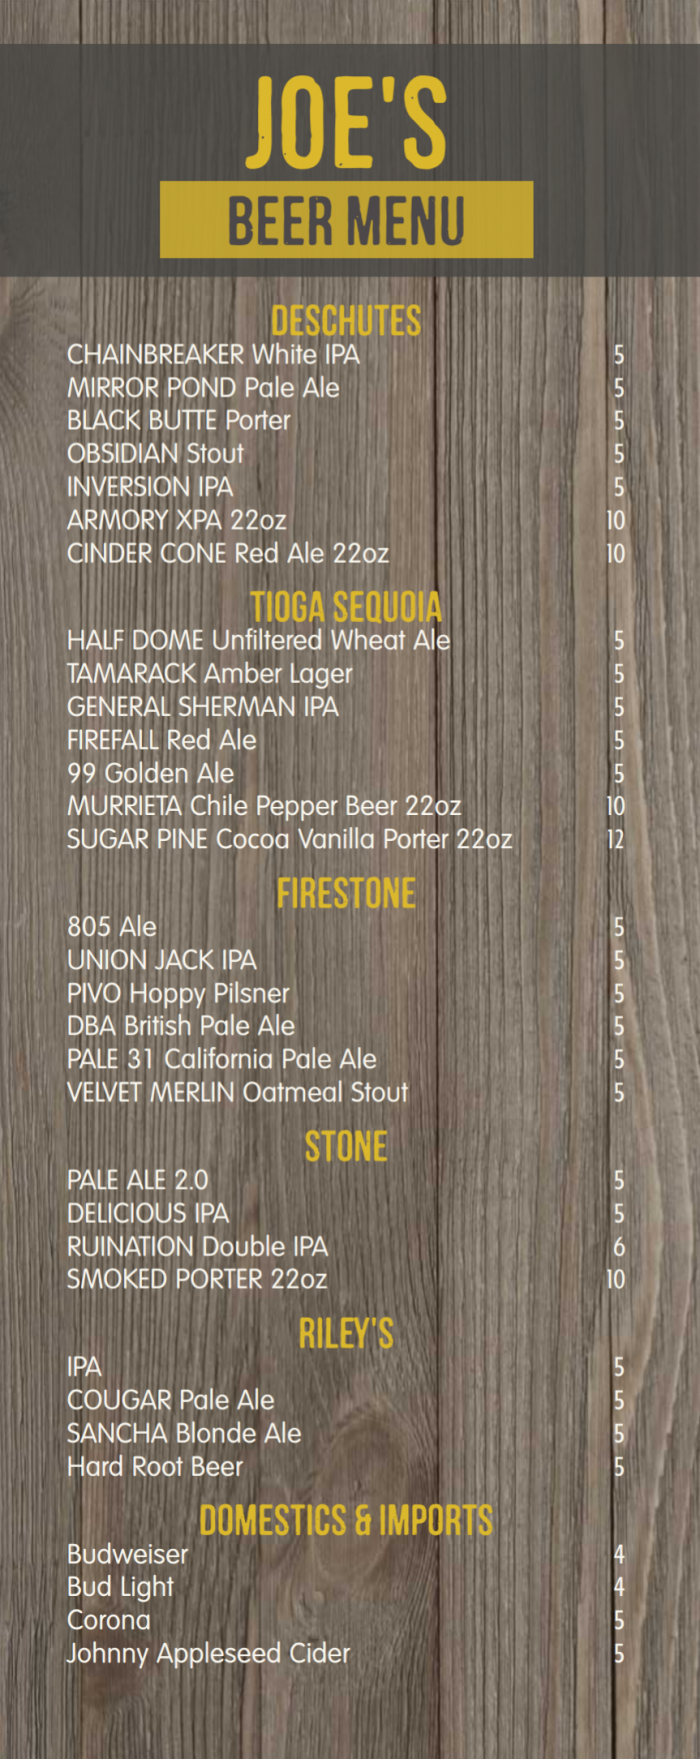 JOE'S
BEER MENU
DESCHUTES
CHAINBREAKER White IPA 5
MIRROR POND Pale Ale 5
BLACK BUTTE Porter 5
OBSIDIAN Stout 5
INVERSION IPA 5
ARMORY XPA 22oz 10
CINDER CONE Red Ale 22oz 10
TIOGA SEQUOIA
HALF DOME Unfiltered Wheat Ale 5
TAMARACK Amber Lager 5
GENERAL SHERMAN IPA 5
FIREFALL Red Ale 5
99 Golden Ale 5
MURRIETA Chile Pepper Beer 22oz 10
SUGAR PINE Cocoa Vanilla Porter 22oz 12
FIRESTONE
805 Ale 5
UNION JACK IPA 5
PIVO Hoppy Pilsner 5
DBA British Pale Ale 5
PALE 31 California Pale Ale 5
VELVET MERLIN Oatmeal Stout 5
STONE
PALE ALE 2.0 5
DELICIOUS IPA 5
RUINATION Double IPA 6
SMOKED PORTER 22oz 10
RILEY'S
IPA 5
COUGAR Pale Ale 5
SANCHA Blonde Ale 5
Hard Root Beer 5
DOMESTICS & IMPORTS
Budweiser 4
Bud Light 4
Corona 5
Johnny Appleseed Cider 5